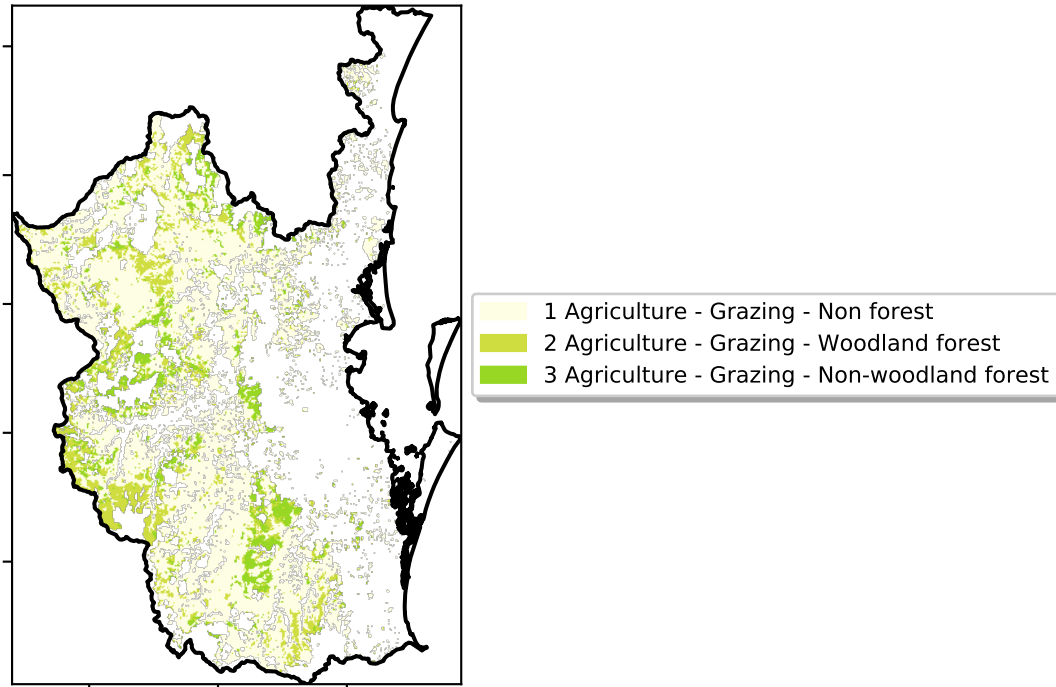 1 Agriculture - Grazing - Non forest
2 Agriculture - Grazing - Woodland forest
3 Agriculture - Grazing - Non-woodland forest